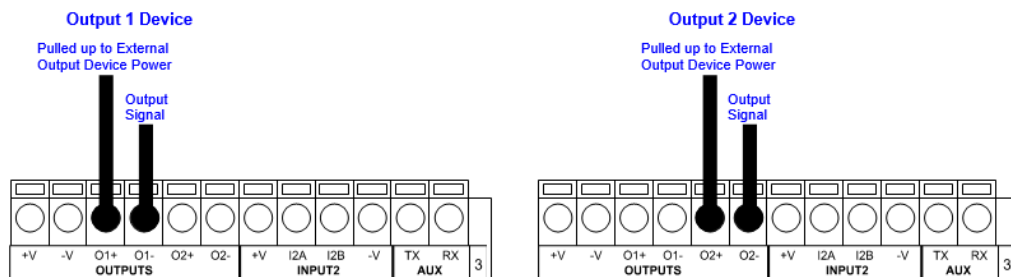 Output 1 Device
Pulled up to External
Output Device Power
Output
Signal
+V -V O1+ O1- O2+ O2- +V I2A I2B -V TX RX
OUTPUTS INPUT2 AUX 3
Output 2 Device
Pulled up to External
Output Device Power
Output
Signal
+V -V O1+ O1- O2+ O2- +V I2A I2B -V TX RX
OUTPUTS INPUT2 AUX 3